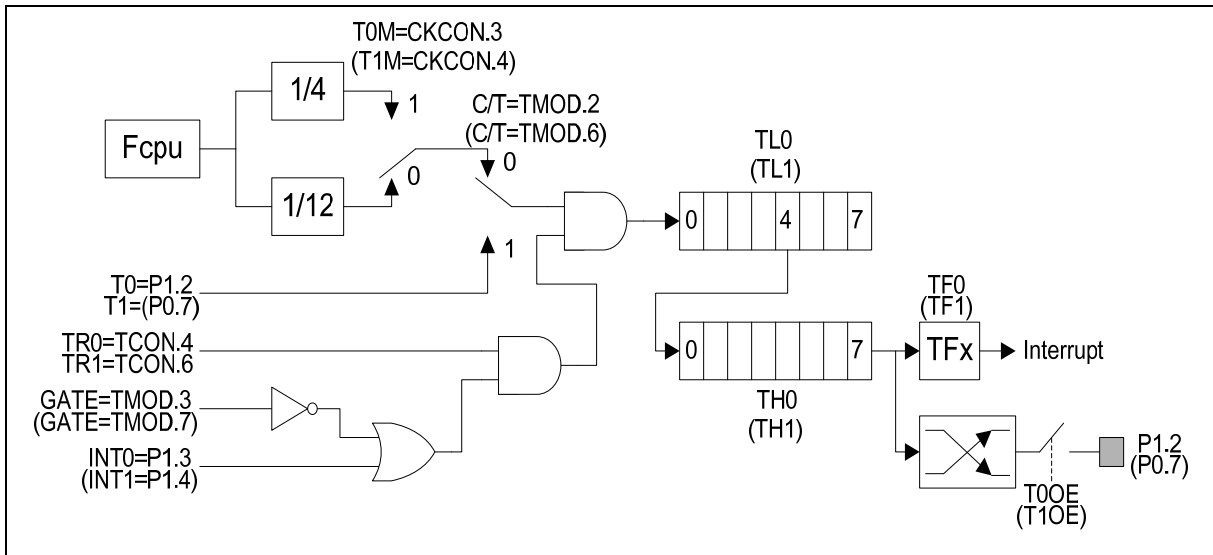 T0M=CKCON.3
(T1M=CKCON.4)
1/4
1
C/T=TMOD.2
(C/T=TMOD.6)
Fcpu
0
0
1/12
TL0
(TL1)
0 4 7
1
T0=P1.2
T1=(P0.7)
TR0=TCON.4
TR1=TCON.6
TF0
(TF1)
0 7
TFx
Interrupt
GATE=TMOD.3
(GATE=TMOD.7)
TH0
(TH1)
INT0=P1.3
(INT1=P1.4)
P1.2
(P0.7)
T0OE
(T1OE)